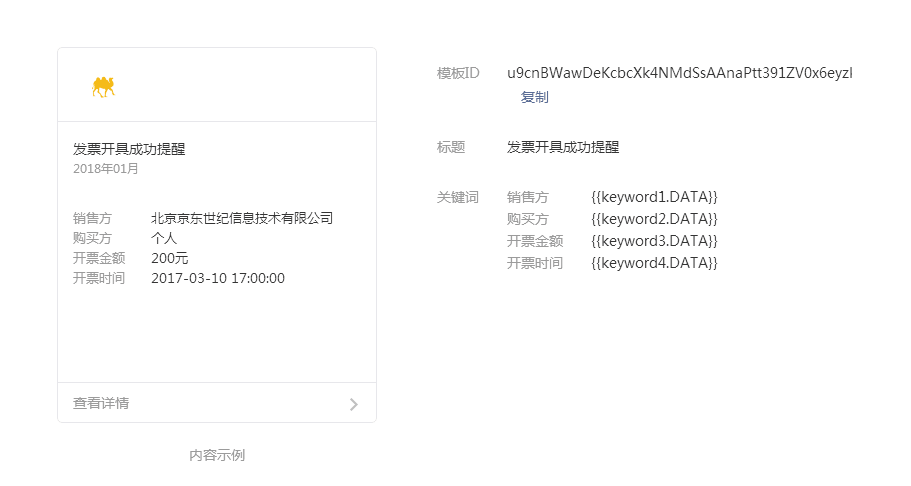 发票开具成功提醒
2018年01月
销售方 北京京东世纪信息技术有限公司
购买方 个人
开票金额 200元
开票时间 2017-03-10 17:00:00
查看详情
内容示例
模板ID u9cnBWawDeKcbcXk4NMdSsAAnaPtt391ZV0x6eyzI
复制
标题 发票开具成功提醒
关键词 销售方 {{keyword1.DATA}}
购买方 {{keyword2.DATA}}
开票金额 {{keyword3.DATA}}
开票时间 {{keyword4.DATA}}